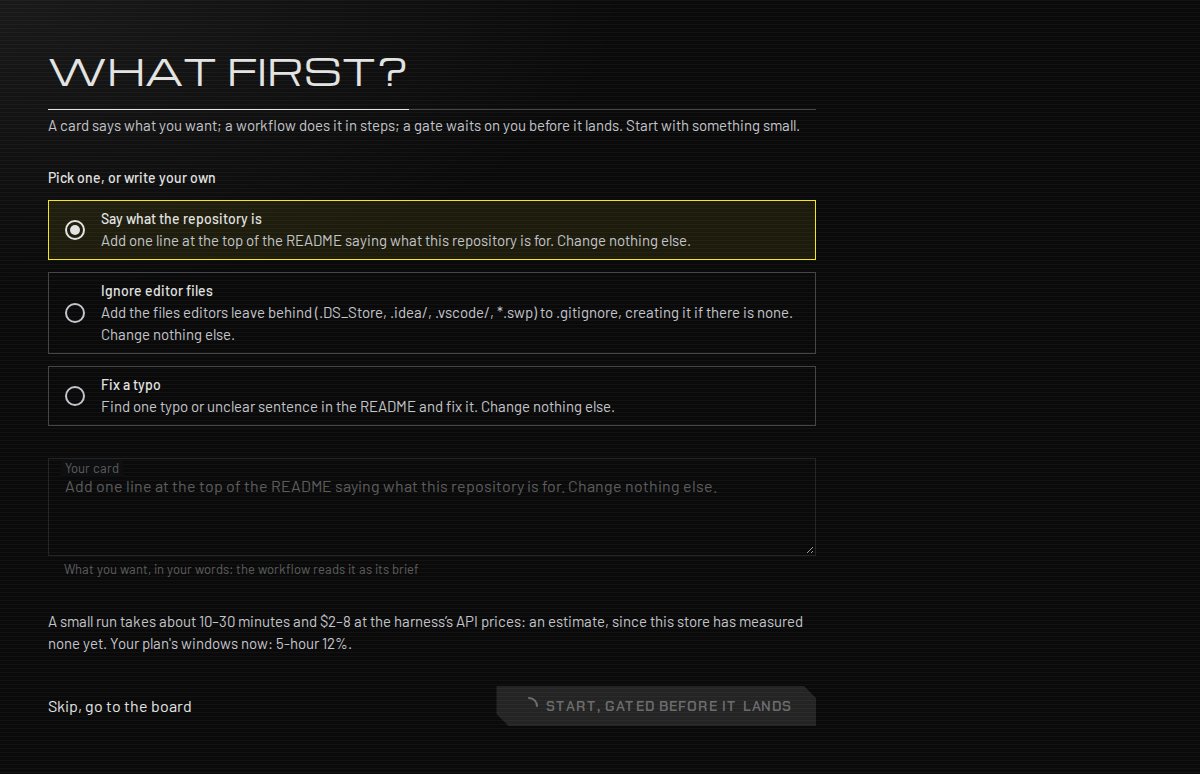 WHAT FIRST?
A card says what you want; a workflow does it in steps; a gate waits on you before it lands. Start with something small.
Pick one, or write your own
Say what the repository is
Add one line at the top of the README saying what this repository is for. Change nothing else.
Ignore editor files
Add the files editors leave behind (.DS_Store, .idea/, .vscode/, *.swp) to .gitignore, creating it if there is none.
Change nothing else.
Fix a typo
Find one typo or unclear sentence in the README and fix it. Change nothing else.
Your card
Add one line at the top of the README saying what this repository is for. Change nothing else.
What you want, in your words: the workflow reads it as its brief
A small run takes about 10–30 minutes and $2–8 at the harness's API prices: an estimate, since this store has measured
none yet. Your plan's windows now: 5-hour 12%.
Skip, go to the board
START, GATED BEFORE IT LANDS